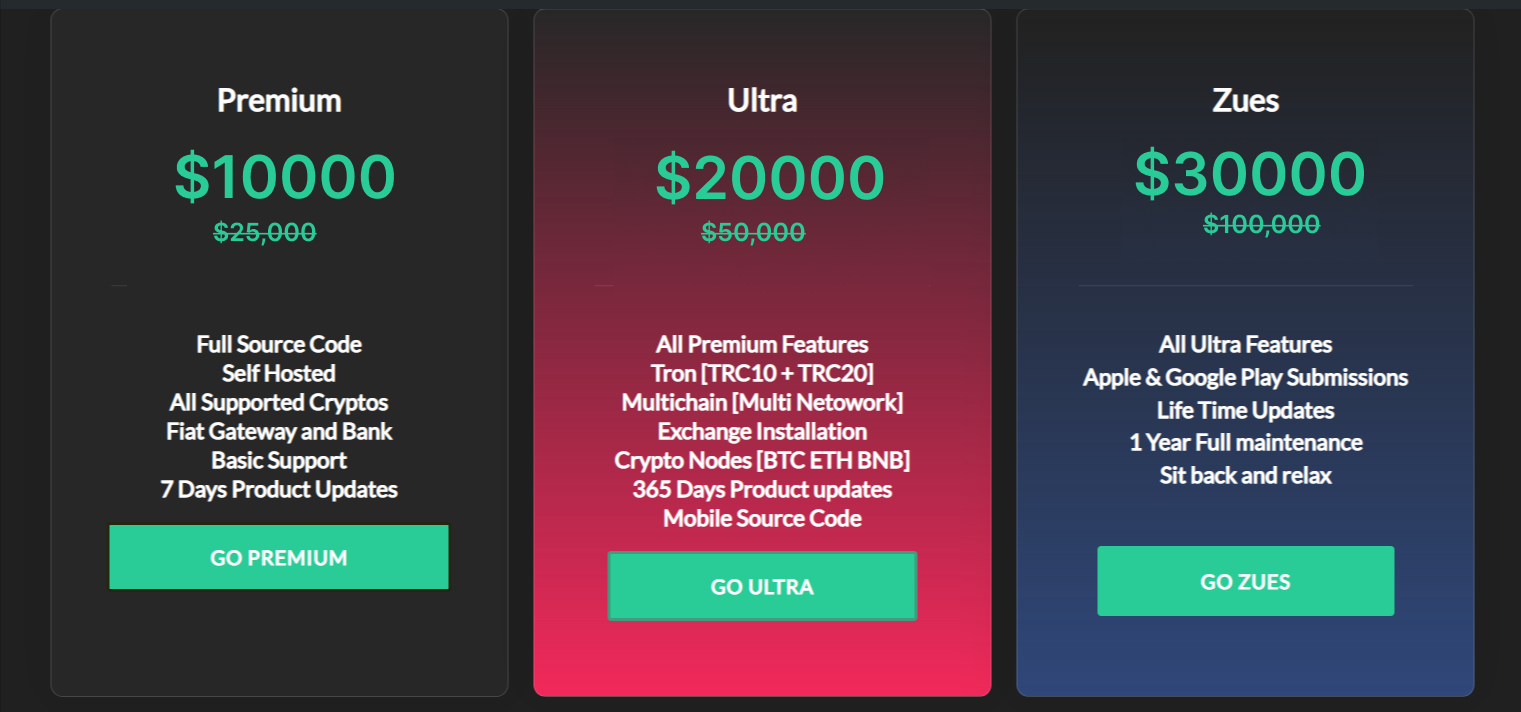 Premium
$10000
$25,000
Full Source Code
Self Hosted
All Supported Cryptos
Fiat Gateway and Bank
Basic Support
7 Days Product Updates
GO PREMIUM
Ultra
$20000
$50,000
All Premium Features
Tron [TRC10 + TRC20]
Multichain [Multi Netowork]
Exchange Installation
Crypto Nodes [BTC ETH BNB]
365 Days Product updates
Mobile Source Code
GO ULTRA
Zues
$30000
$100,000
All Ultra Features
Apple & Google Play Submissions
Life Time Updates
1 Year Full maintenance
Sit back and relax
GO ZUES